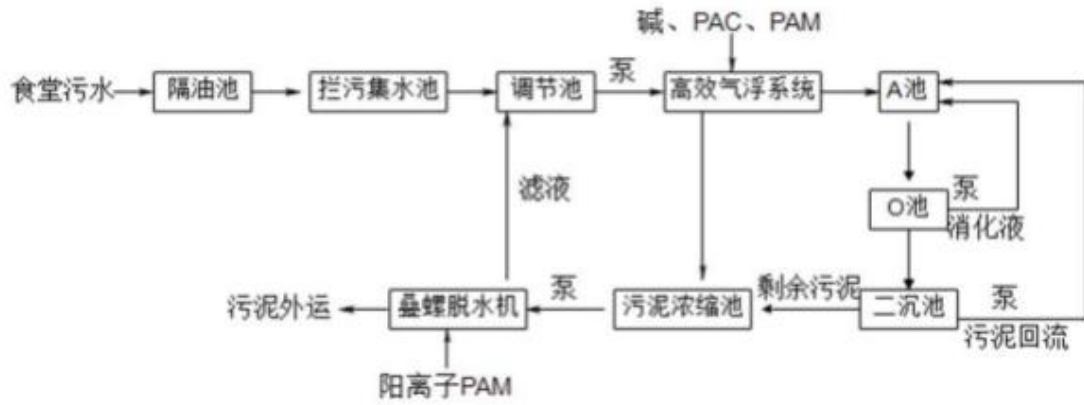 碱、PAC、PAM
食堂污水
隔油池
拦污集水池
调节池
泵
高效气浮系统
A池
滤液
O池
泵
消化液
污泥外运
叠螺脱水机
泵
污泥浓缩池
剩余污泥
二沉池
泵
污泥回流
阳离子PAM